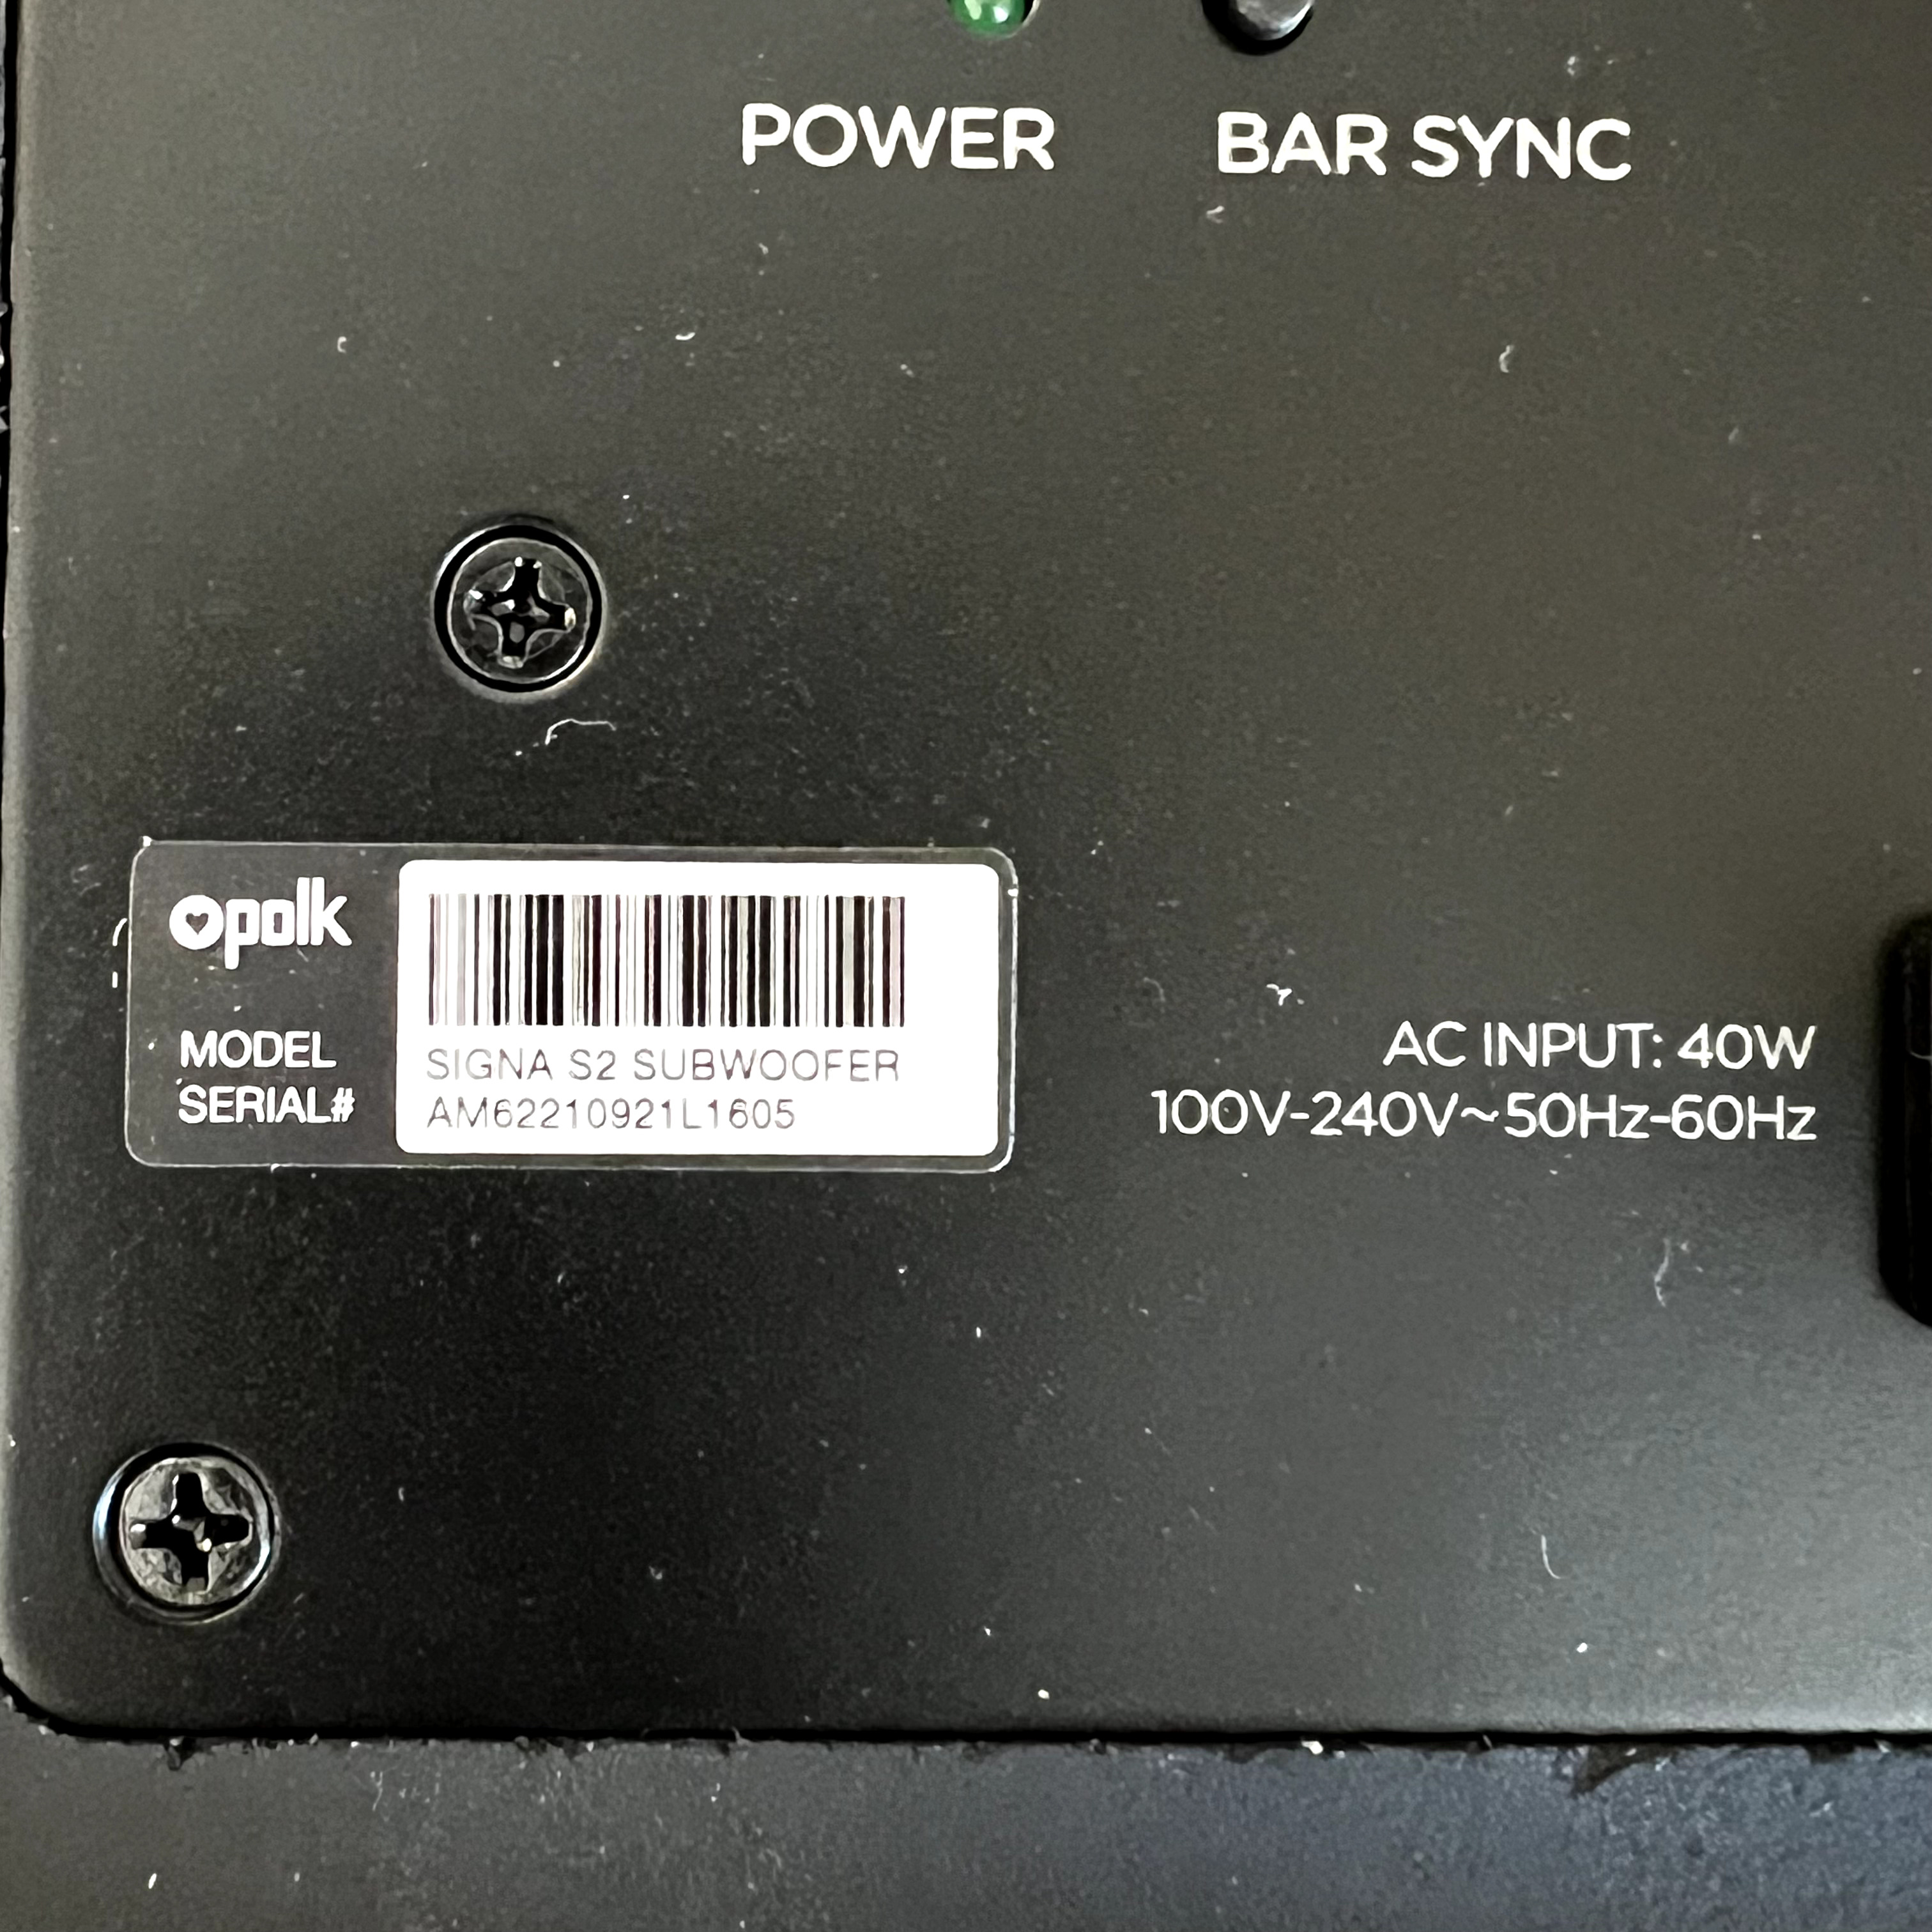 POWER
BAR SYNC
polk
MODEL
SIGNA S2 SUBWOOFER
SERIAL#
AM62210921L1605
AC INPUT: 40W
100V-240V~50Hz-60Hz